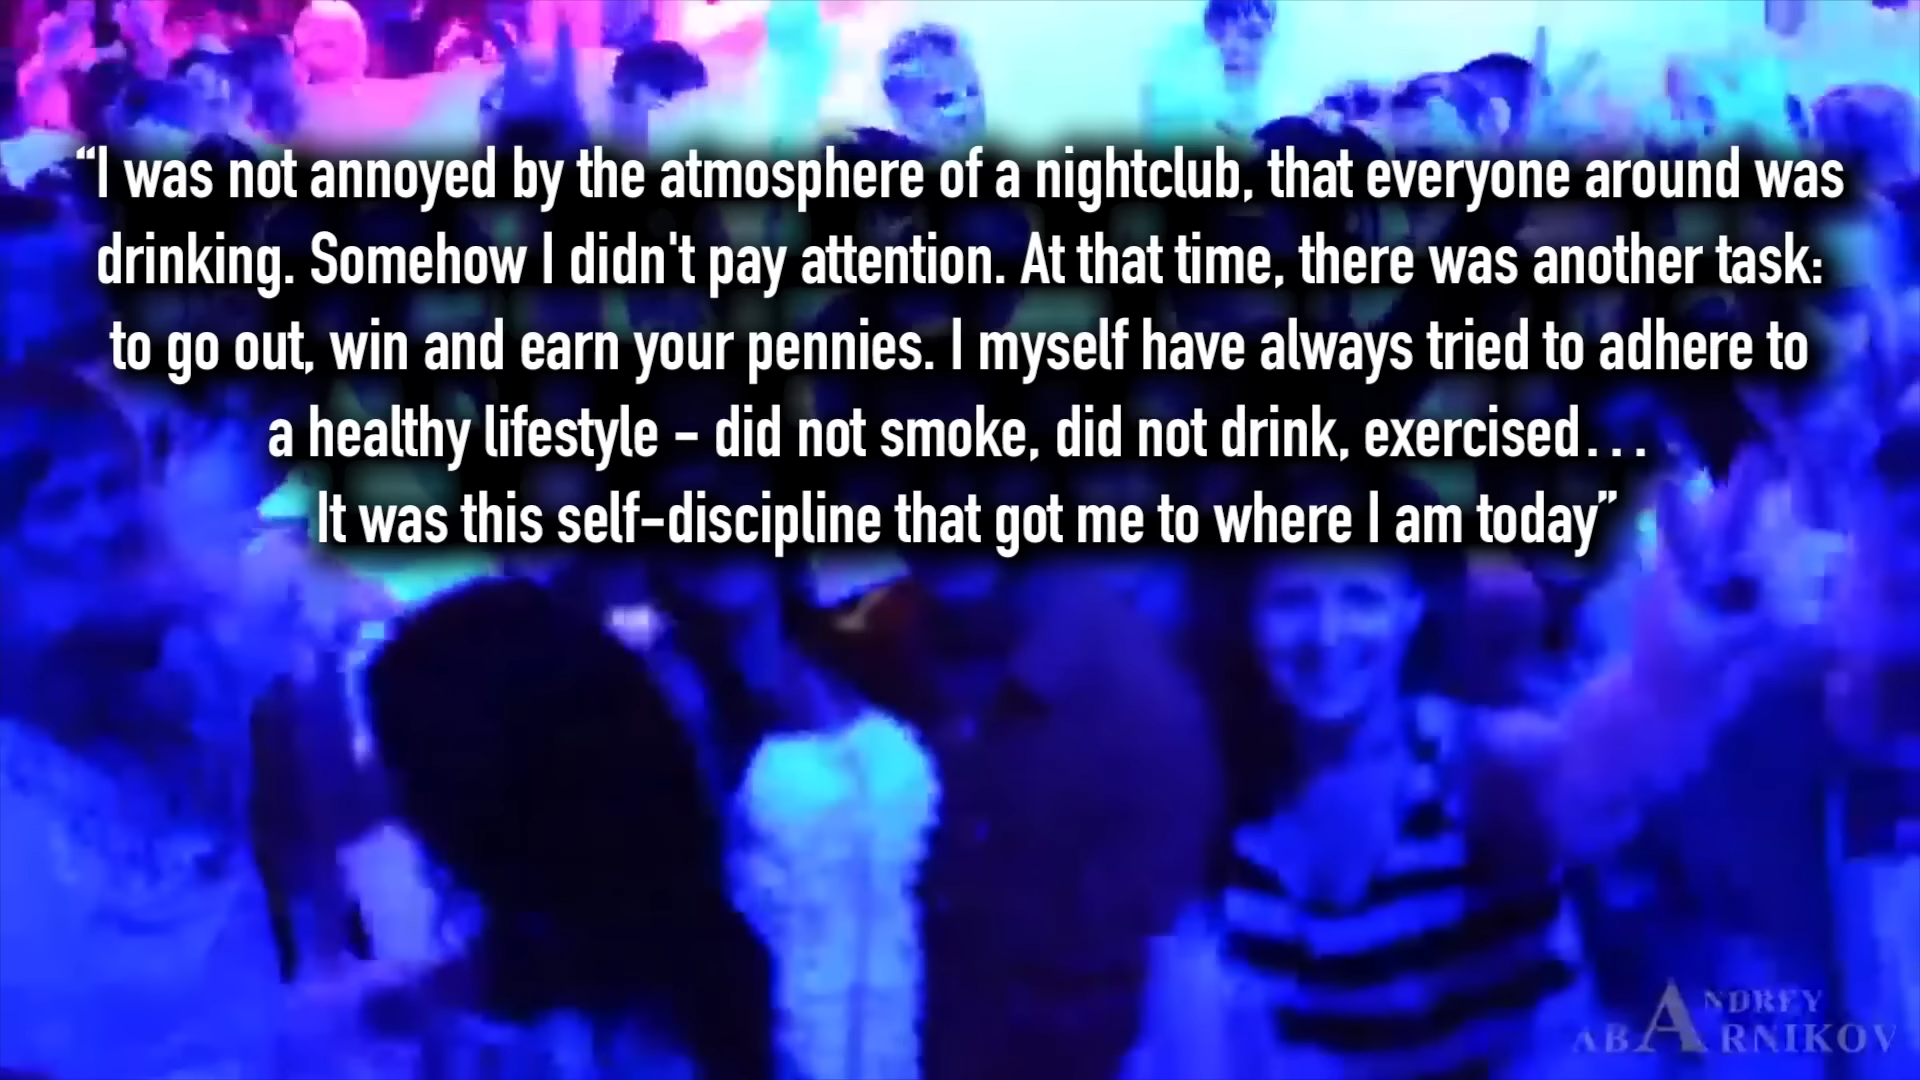 “I was not annoyed by the atmosphere of a nightclub, that everyone around was
drinking. Somehow I didn't pay attention. At that time, there was another task:
to go out, win and earn your pennies. I myself have always tried to adhere to
a healthy lifestyle – did not smoke, did not drink, exercised…
It was this self-discipline that got me to where I am today”
ANDREY
ABARNIKOV